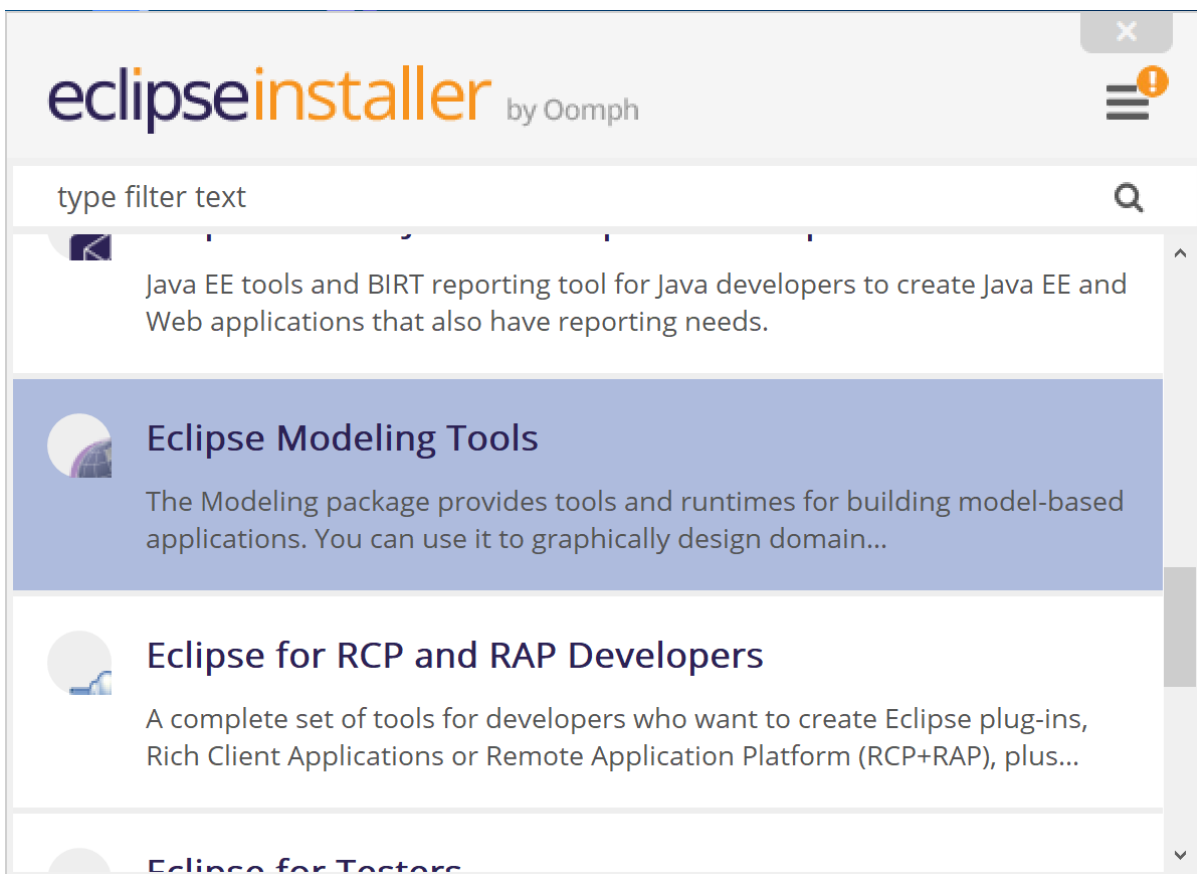 eclipseinstaller by Oomph
type filter text
Java EE tools and BIRT reporting tool for Java developers to create Java EE and
Web applications that also have reporting needs.
Eclipse Modeling Tools
The Modeling package provides tools and runtimes for building model-based
applications. You can use it to graphically design domain...
Eclipse for RCP and RAP Developers
A complete set of tools for developers who want to create Eclipse plug-ins,
Rich Client Applications or Remote Application Platform (RCP+RAP), plus...
Eclipse for Testers